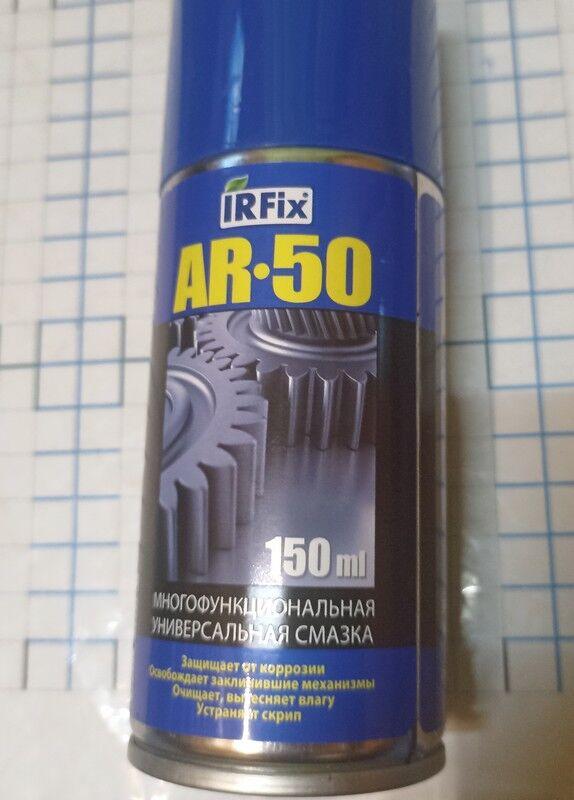 IRFix
AR·50
150 ml
МНОГОФУНКЦИОНАЛЬНАЯ
УНИВЕРСАЛЬНАЯ СМАЗКА
Защищает от коррозии
Освобождает заклинившие механизмы
Очищает, вытесняет влагу
Устраняет скрип